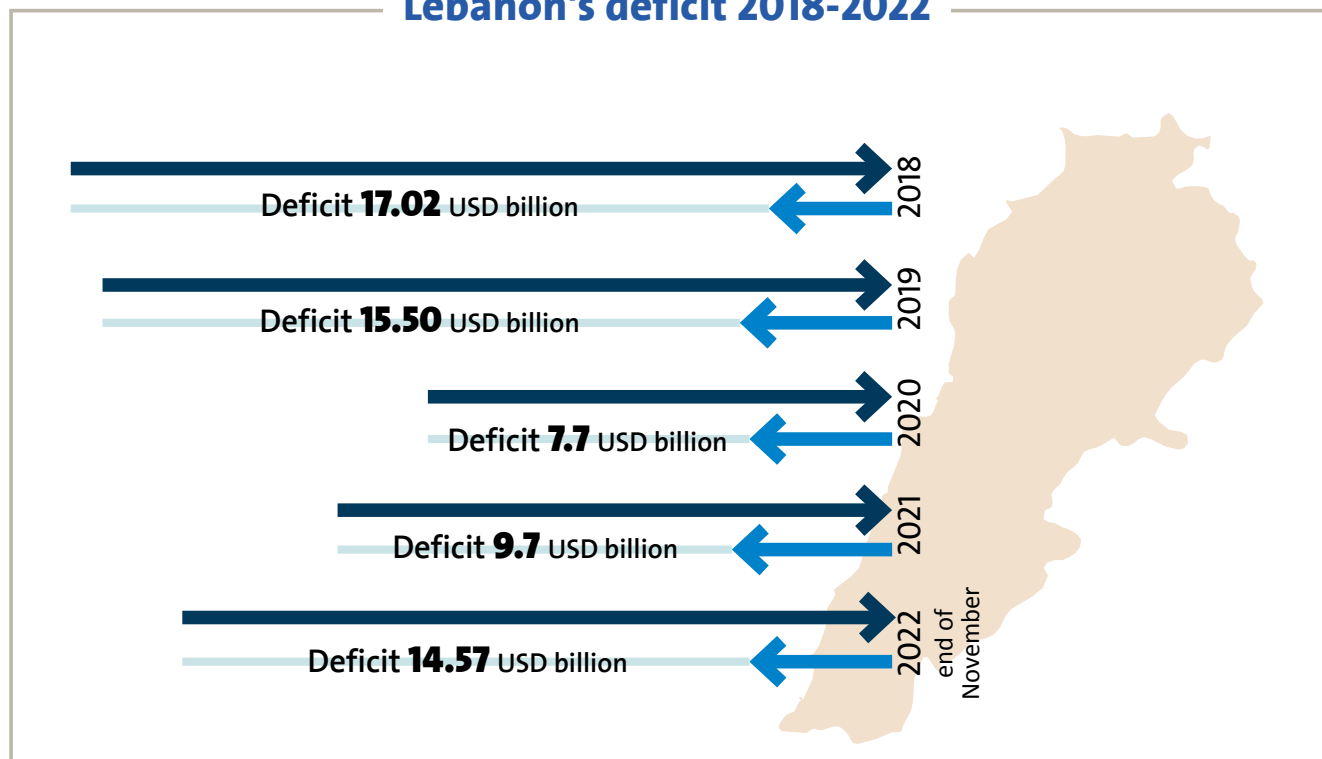 Lebanon's deficit 2018-2022
2018
Deficit 17.02 USD billion
2019
Deficit 15.50 USD billion
2020
Deficit 7.7 USD billion
2021
Deficit 9.7 USD billion
2022
end of
November
Deficit 14.57 USD billion